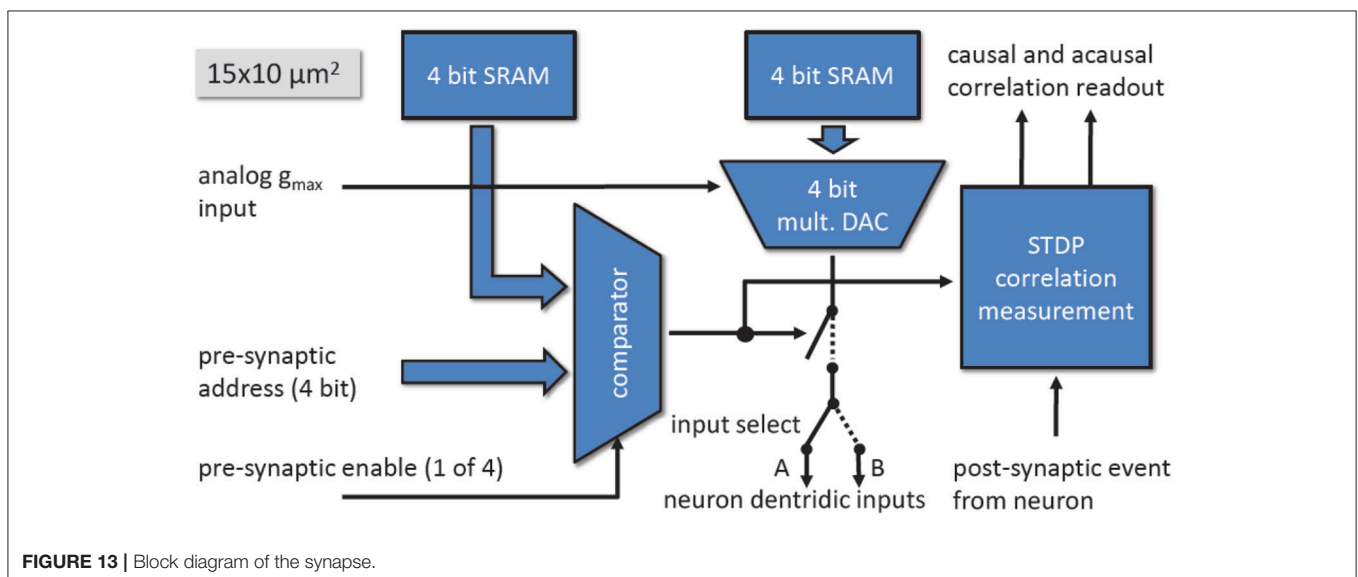 15x10 µm²
4 bit SRAM
4 bit SRAM
causal and acausal
correlation readout
analog gmax
input
4 bit
mult. DAC
comparator
STDP
correlation
measurement
pre-synaptic
address (4 bit)
input select
pre-synaptic enable (1 of 4)
A
B
neuron dentridic inputs
post-synaptic event
from neuron
FIGURE 13 | Block diagram of the synapse.